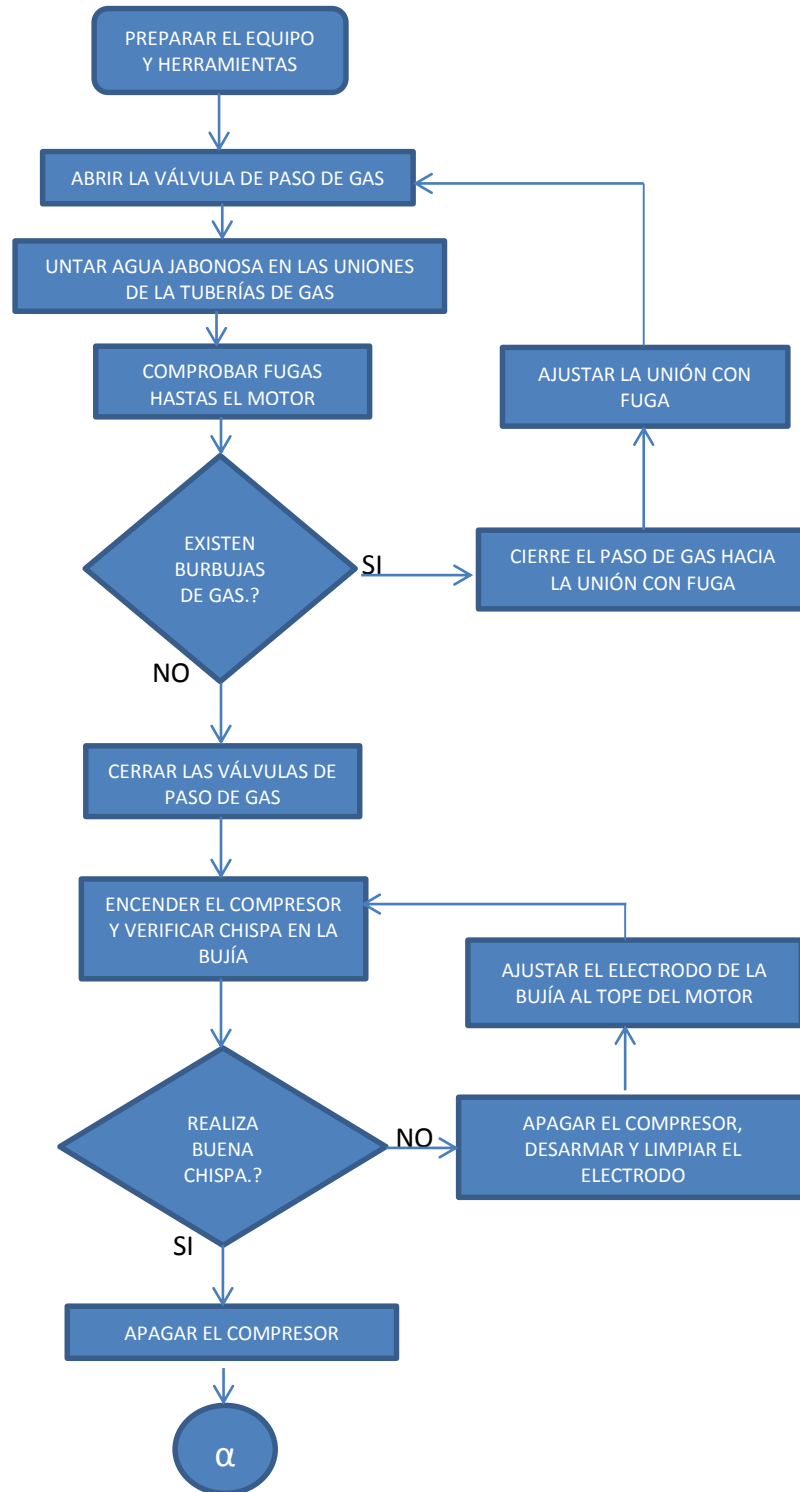 PREPARAR EL EQUIPO
Y HERRAMIENTAS
ABRIR LA VÁLVULA DE PASO DE GAS
UNTAR AGUA JABONOSA EN LAS UNIONES
DE LA TUBERÍAS DE GAS
COMPROBAR FUGAS
HASTAS EL MOTOR
AJUSTAR LA UNIÓN CON
FUGA
EXISTEN
BURBUJAS
DE GAS.?
SI
CIERRE EL PASO DE GAS HACIA
LA UNIÓN CON FUGA
NO
CERRAR LAS VÁLVULAS DE
PASO DE GAS
ENCENDER EL COMPRESOR
Y VERIFICAR CHISPA EN LA
BUJÍA
AJUSTAR EL ELECTRODO DE LA
BUJÍA AL TOPE DEL MOTOR
REALIZA
BUENA
CHISPA.?
NO
APAGAR EL COMPRESOR,
DESARMAR Y LIMPIAR EL
ELECTRODO
SI
APAGAR EL COMPRESOR
α